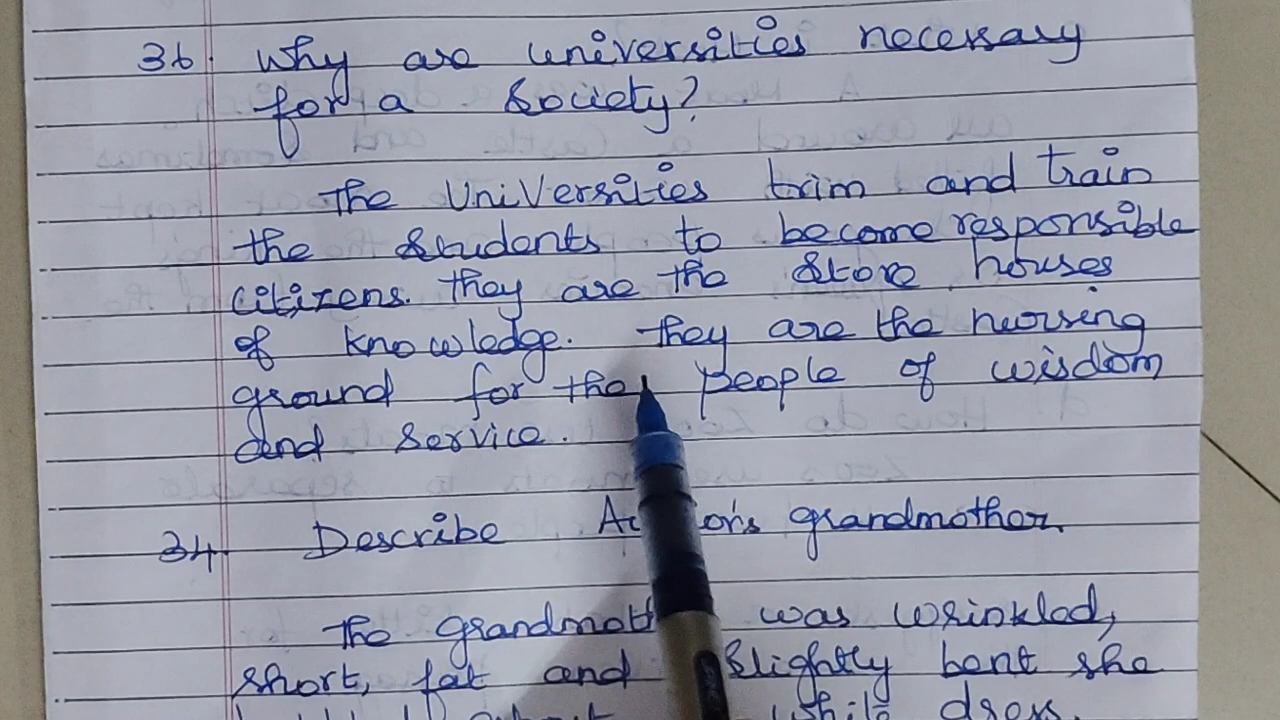 36. Why are universities necessary
for a society?
The Universities trim and train
the students to become responsible
citizens. They are the store houses
of knowledge. They are the nursing
ground for the people of wisdom
and service.
34. Describe grandmother.
The was wrinkled,
short, fat and slightly bent she
dress.